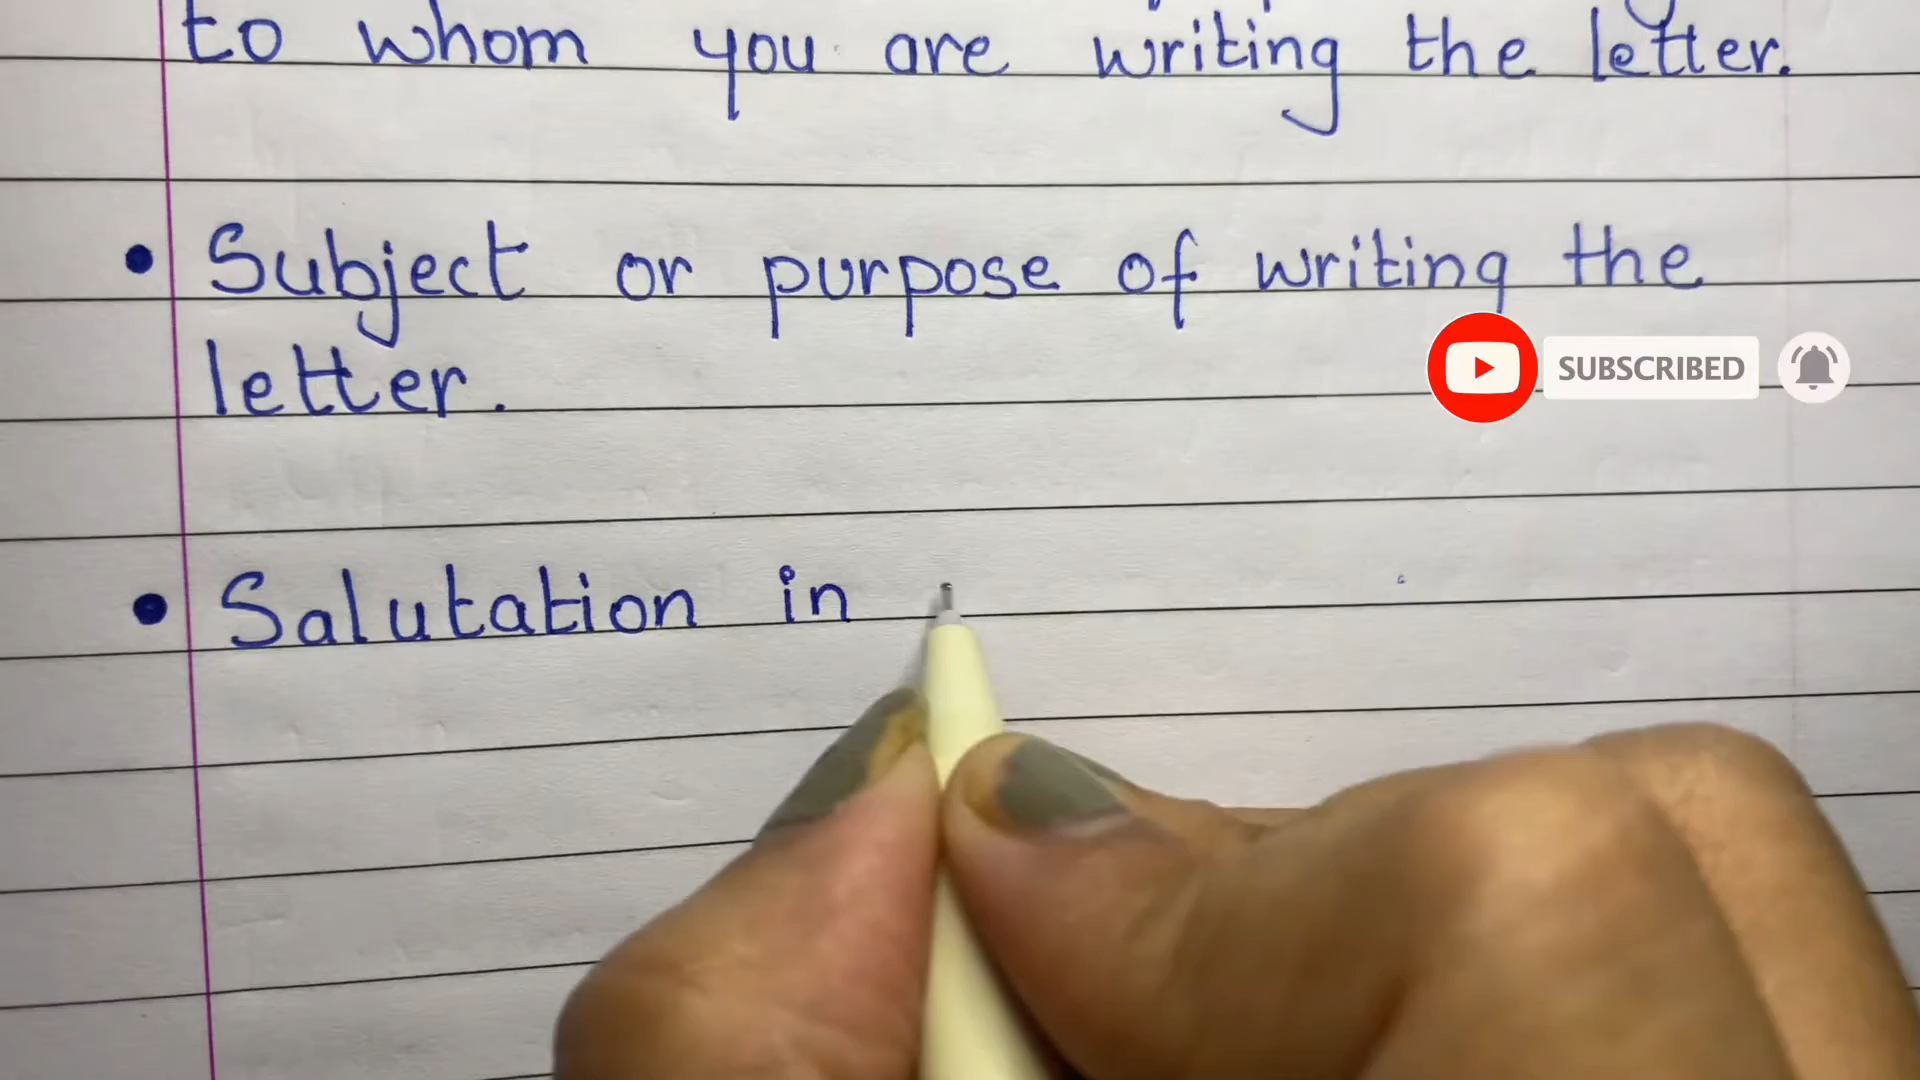 to whom you are writing the letter.
• Subject or purpose of writing the
letter.
SUBSCRIBED
• Salutation in